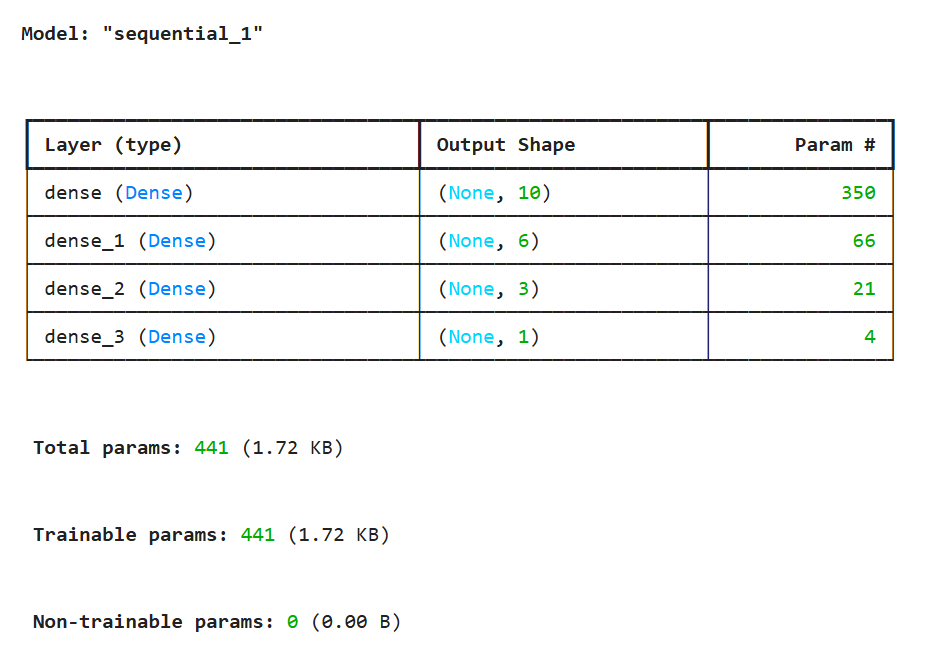 Model: "sequential_1"
Layer (type) Output Shape Param #
dense (Dense) (None, 10) 350
dense_1 (Dense) (None, 6) 66
dense_2 (Dense) (None, 3) 21
dense_3 (Dense) (None, 1) 4
Total params: 441 (1.72 KB)
Trainable params: 441 (1.72 KB)
Non-trainable params: 0 (0.00 B)